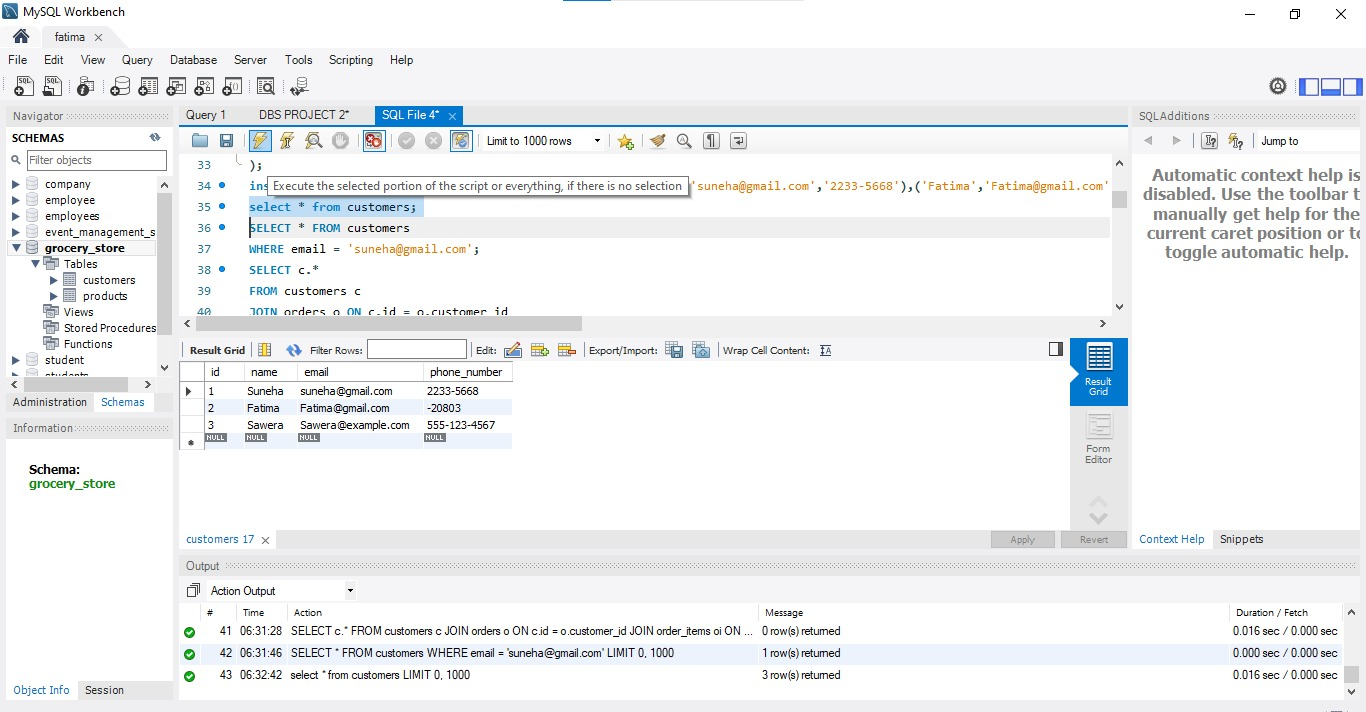 MySQL Workbench
fatima
File Edit View Query Database Server Tools Scripting Help
Navigator
SCHEMAS
Filter objects
company
employee
employees
event_management_s
grocery_store
Tables
customers
products
Views
Stored Procedures
Functions
student
Administration Schemas
Information
Schema:
grocery_store
Object Info Session
Query 1 DBS PROJECT 2* SQL File 4*
Limit to 1000 rows
33 );
34 ins 'suneha@gmail.com','2233-5668'),('Fatima','Fatima@gmail.com'
Execute the selected portion of the script or everything, if there is no selection
35 select * from customers;
36 SELECT * FROM customers
37 WHERE email = 'suneha@gmail.com';
38 SELECT c.*
39 FROM customers c
40 JOIN orders o ON c.id = o.customer_id
Result Grid Filter Rows: Edit: Export/Import: Wrap Cell Content:
id name email phone_number
1 Suneha suneha@gmail.com 2233-5668
2 Fatima Fatima@gmail.com -20803
3 Sawera Sawera@example.com 555-123-4567
NULL NULL NULL NULL
Result
Grid
Form
Editor
customers 17
Apply Revert
SQLAdditions
Jump to
Automatic context help is
disabled. Use the toolbar t
manually get help for the
current caret position or to
toggle automatic help.
Context Help Snippets
Output
Action Output
# Time Action Message Duration / Fetch
41 06:31:28 SELECT c.* FROM customers c JOIN orders o ON c.id = o.customer_id JOIN order_items oi ON ... 0 row(s) returned 0.016 sec / 0.000 sec
42 06:31:46 SELECT * FROM customers WHERE email = 'suneha@gmail.com' LIMIT 0, 1000 1 row(s) returned 0.000 sec / 0.000 sec
43 06:32:42 select * from customers LIMIT 0, 1000 3 row(s) returned 0.016 sec / 0.000 sec